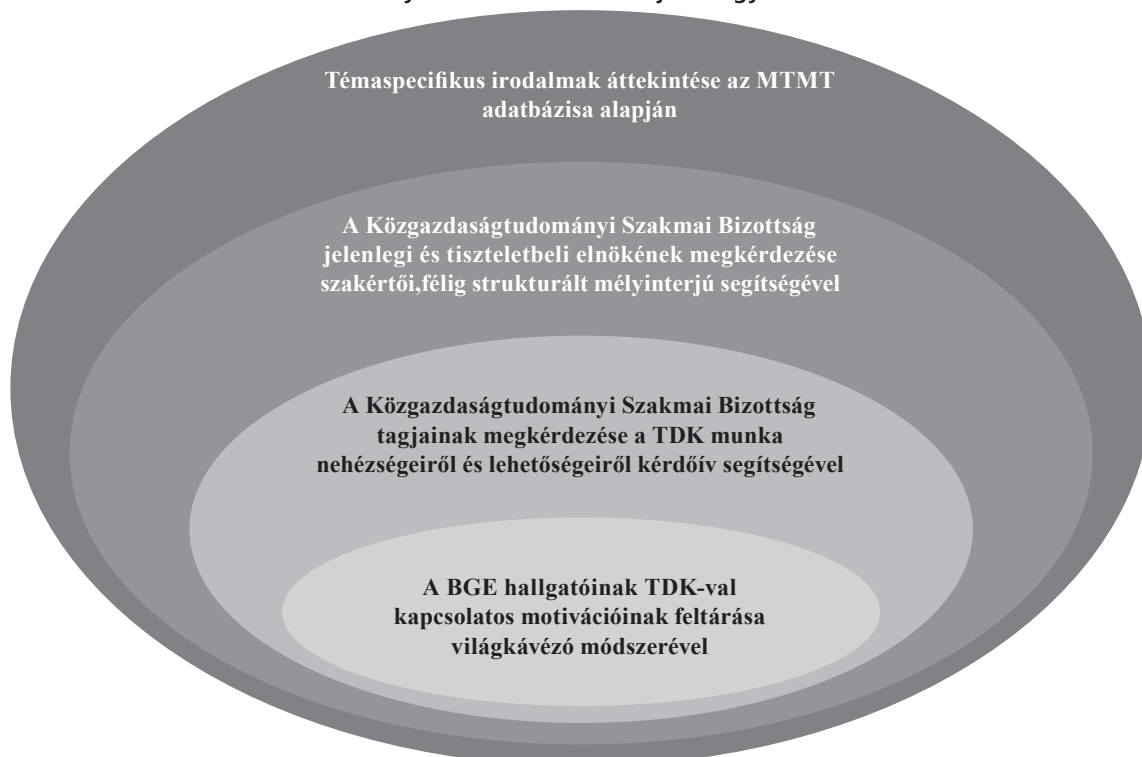 Témaspecifikus irodalmak áttekintése az MTMT
adatbázisa alapján
A Közgazdaságtudományi Szakmai Bizottság
jelenlegi és tiszteletbeli elnökének megkérdezése
szakértői,félig strukturált mélyinterjú segítségével
A Közgazdaságtudományi Szakmai Bizottság
tagjainak megkérdezése a TDK munka
nehézségeiről és lehetőségeiről kérdőív segítségével
A BGE hallgatóinak TDK-val
kapcsolatos motivációinak feltárása
világkávézó módszerével